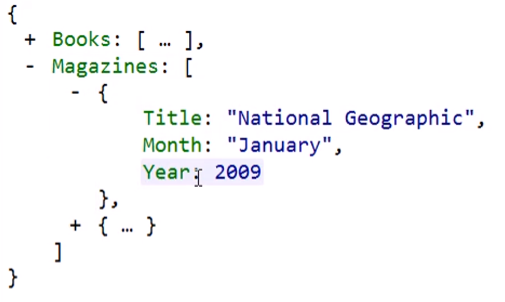 {
+ Books: [ … ],
- Magazines: [
- {
Title: "National Geographic",
Month: "January",
Year: 2009
},
+ { … }
]
}